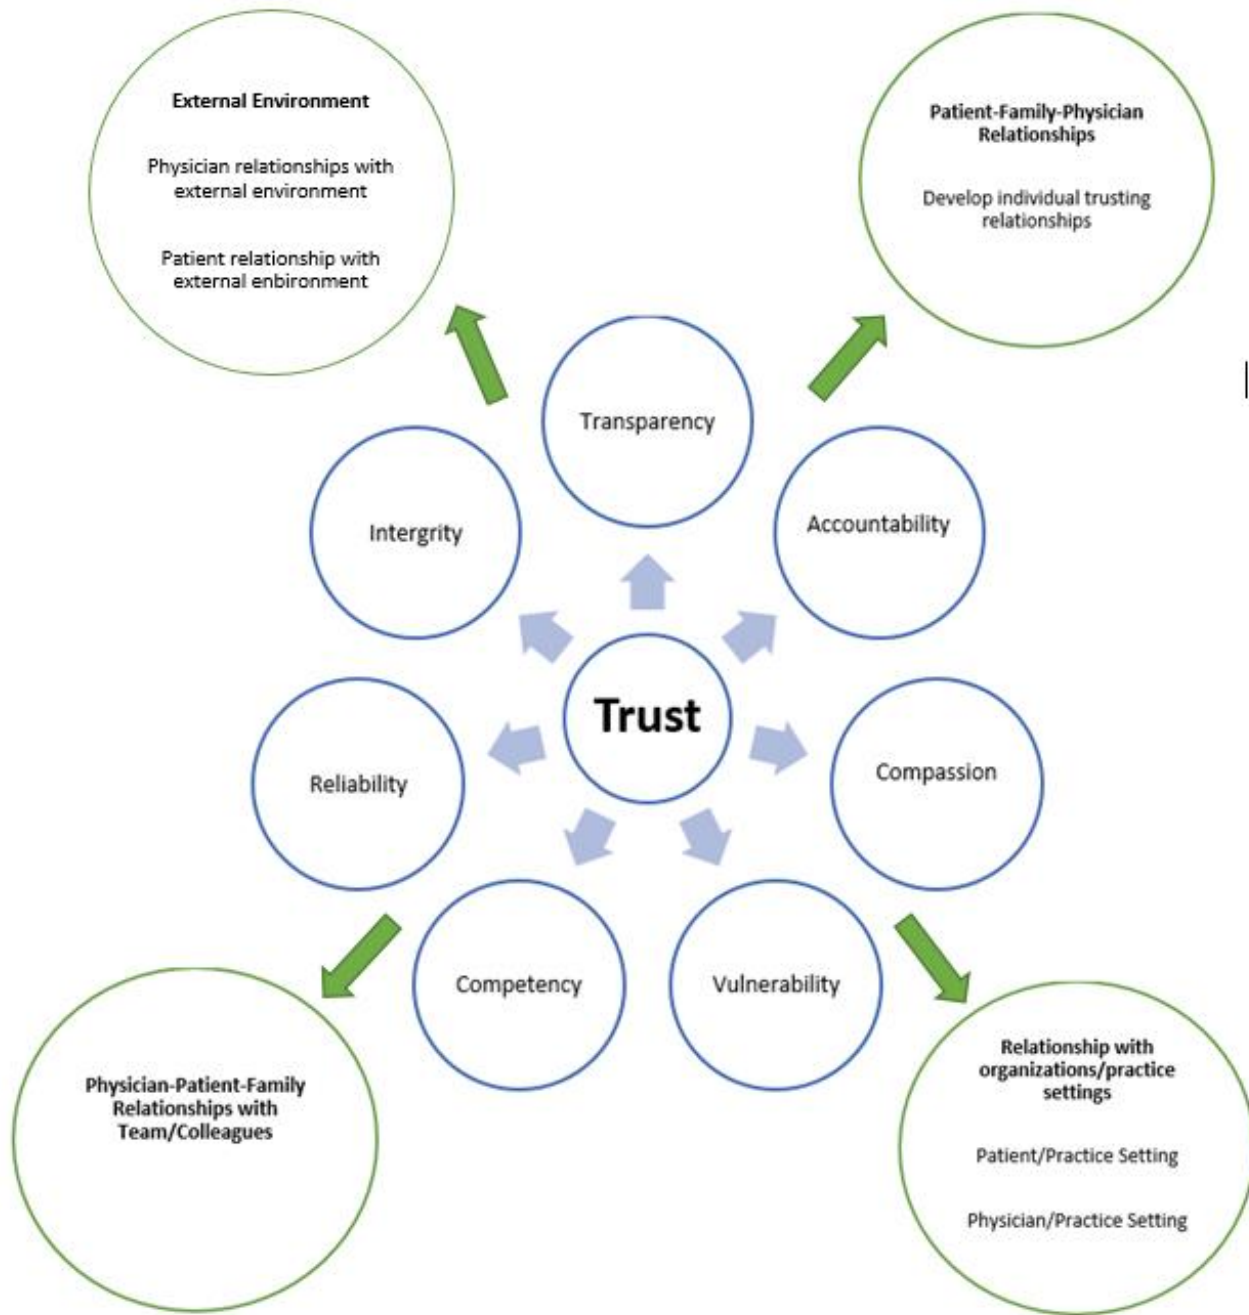 External Environment
Physician relationships with
external environment
Patient relationship with
external enbironment
Patient-Family-Physician
Relationships
Develop individual trusting
relationships
Transparency
Intergrity
Accountability
Trust
Reliability
Compassion
Competency
Vulnerability
Physician-Patient-Family
Relationships with
Team/Colleagues
Relationship with
organizations/practice
settings
Patient/Practice Setting
Physician/Practice Setting